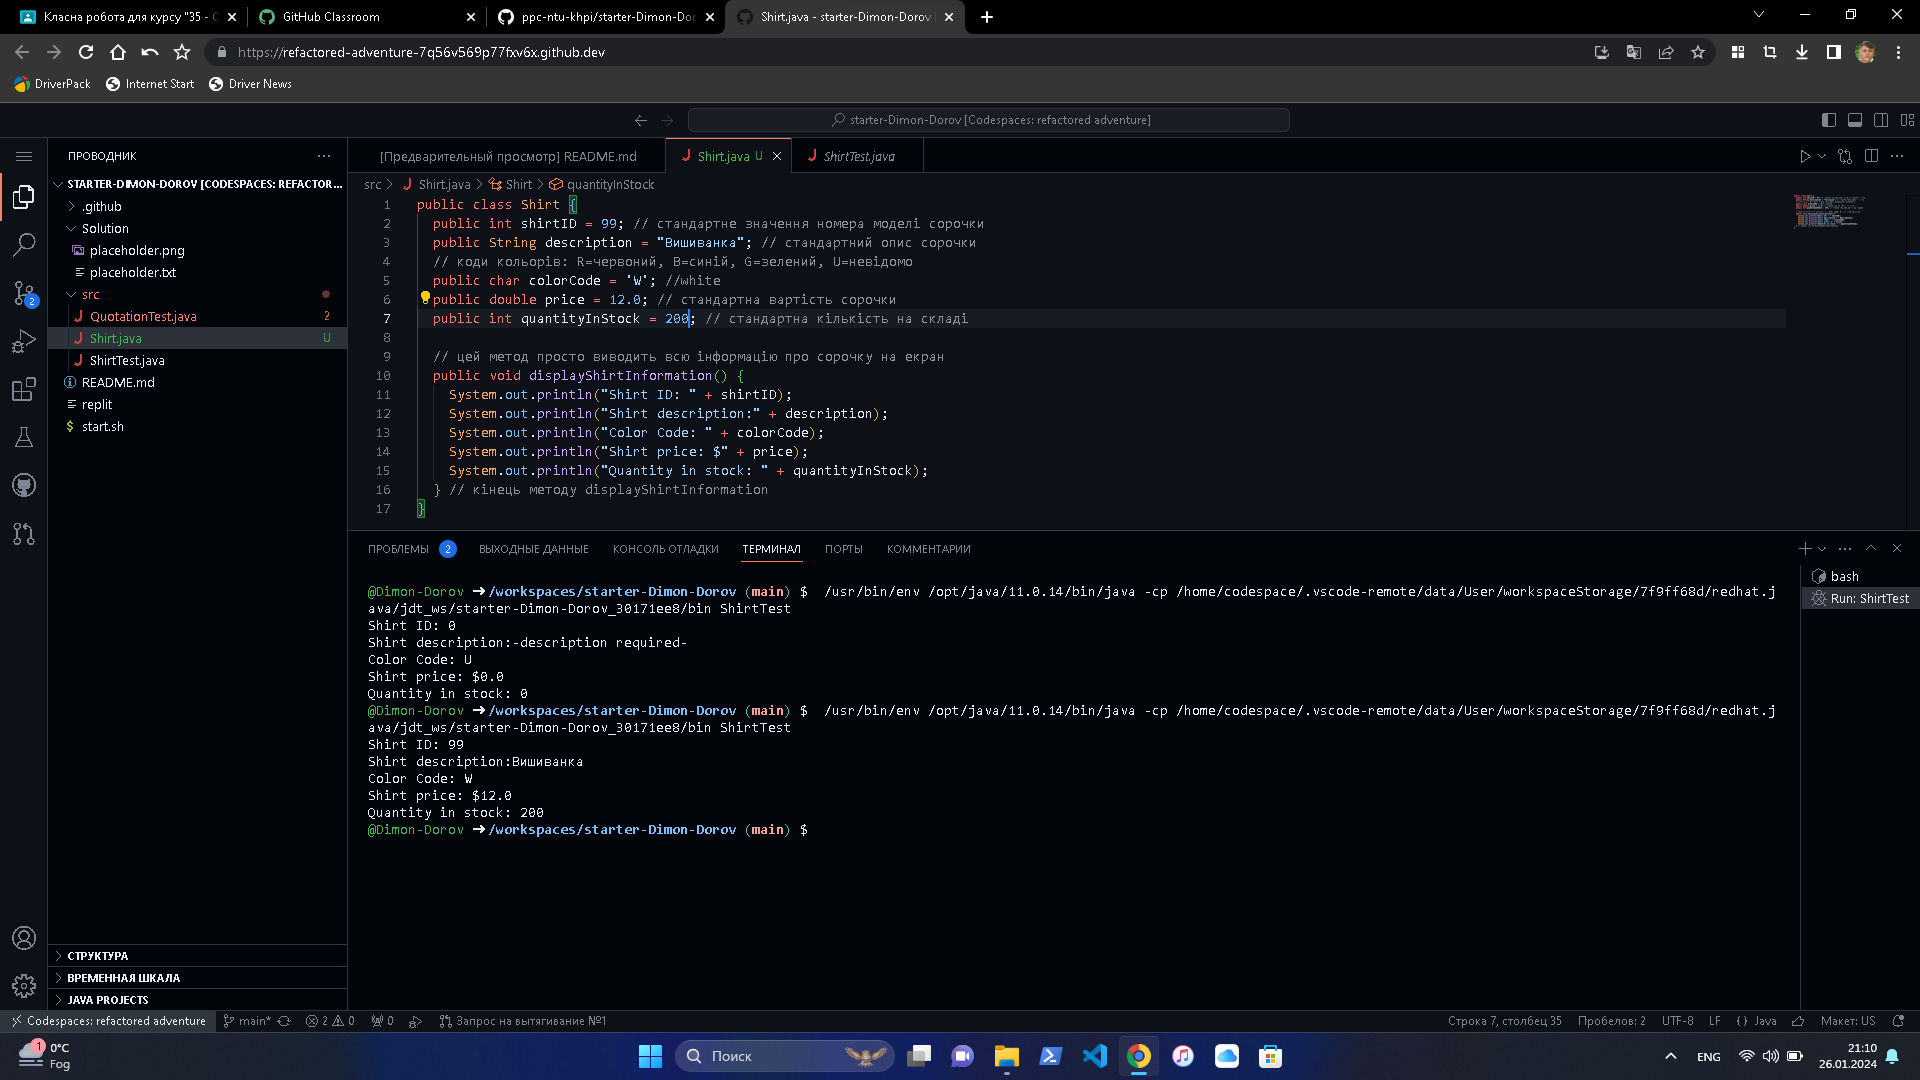 Класна робота для курсу "35 - С
GitHub Classroom
ppc-ntu-khpi/starter-Dimon-Dor
Shirt.java - starter-Dimon-Dorov
https://refactored-adventure-7q56v569p77fxv6x.github.dev
DriverPack
Internet Start
Driver News
starter-Dimon-Dorov [Codespaces: refactored adventure]
ПРОВОДНИК
[Предварительный просмотр] README.md
Shirt.java U
ShirtTest.java
STARTER-DIMON-DOROV [CODESPACES: REFACTOR...
.github
Solution
placeholder.png
placeholder.txt
src
QuotationTest.java 2
Shirt.java U
ShirtTest.java
README.md
replit
start.sh
2
src > Shirt.java > Shirt > quantityInStock
1 public class Shirt {
2 public int shirtID = 99; // стандартне значення номера моделі сорочки
3 public String description = "Вишиванка"; // стандартний опис сорочки
4 // коди кольорів: R=червоний, B=синій, G=зелений, U=невідомо
5 public char colorCode = 'W'; //white
6 public double price = 12.0; // стандартна вартість сорочки
7 public int quantityInStock = 200; // стандартна кількість на складі
8
9 // цей метод просто виводить всю інформацію про сорочку на екран
10 public void displayShirtInformation() {
11 System.out.println("Shirt ID: " + shirtID);
12 System.out.println("Shirt description:" + description);
13 System.out.println("Color Code: " + colorCode);
14 System.out.println("Shirt price: $" + price);
15 System.out.println("Quantity in stock: " + quantityInStock);
16 } // кінець методу displayShirtInformation
17 }
ПРОБЛЕМЫ 2 ВЫХОДНЫЕ ДАННЫЕ КОНСОЛЬ ОТЛАДКИ ТЕРМИНАЛ ПОРТЫ КОММЕНТАРИИ
@Dimon-Dorov ➜ /workspaces/starter-Dimon-Dorov (main) $ /usr/bin/env /opt/java/11.0.14/bin/java -cp /home/codespace/.vscode-remote/data/User/workspaceStorage/7f9ff68d/redhat.j
ava/jdt_ws/starter-Dimon-Dorov_30171ee8/bin ShirtTest
Shirt ID: 0
Shirt description:-description required-
Color Code: U
Shirt price: $0.0
Quantity in stock: 0
@Dimon-Dorov ➜ /workspaces/starter-Dimon-Dorov (main) $ /usr/bin/env /opt/java/11.0.14/bin/java -cp /home/codespace/.vscode-remote/data/User/workspaceStorage/7f9ff68d/redhat.j
ava/jdt_ws/starter-Dimon-Dorov_30171ee8/bin ShirtTest
Shirt ID: 99
Shirt description:Вишиванка
Color Code: W
Shirt price: $12.0
Quantity in stock: 200
@Dimon-Dorov ➜ /workspaces/starter-Dimon-Dorov (main) $
bash
Run: ShirtTest
СТРУКТУРА
ВРЕМЕННАЯ ШКАЛА
JAVA PROJECTS
Codespaces: refactored adventure main* 2 0 0 Запрос на вытягивание №1
Строка 7, столбец 35 Пробелов: 2 UTF-8 LF {} Java Макет: US
1
0°C
Fog
Поиск
ENG
21:10
26.01.2024